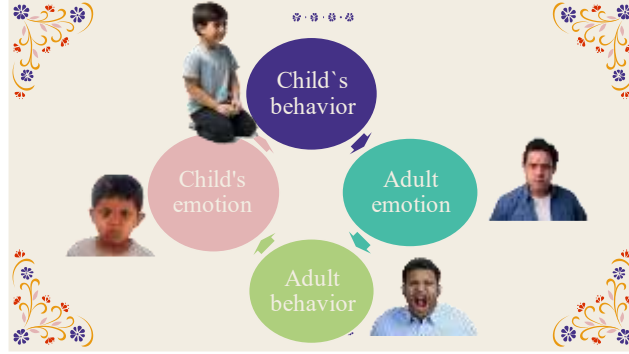 Child`s
behavior
Adult
emotion
Adult
behavior
Child's
emotion